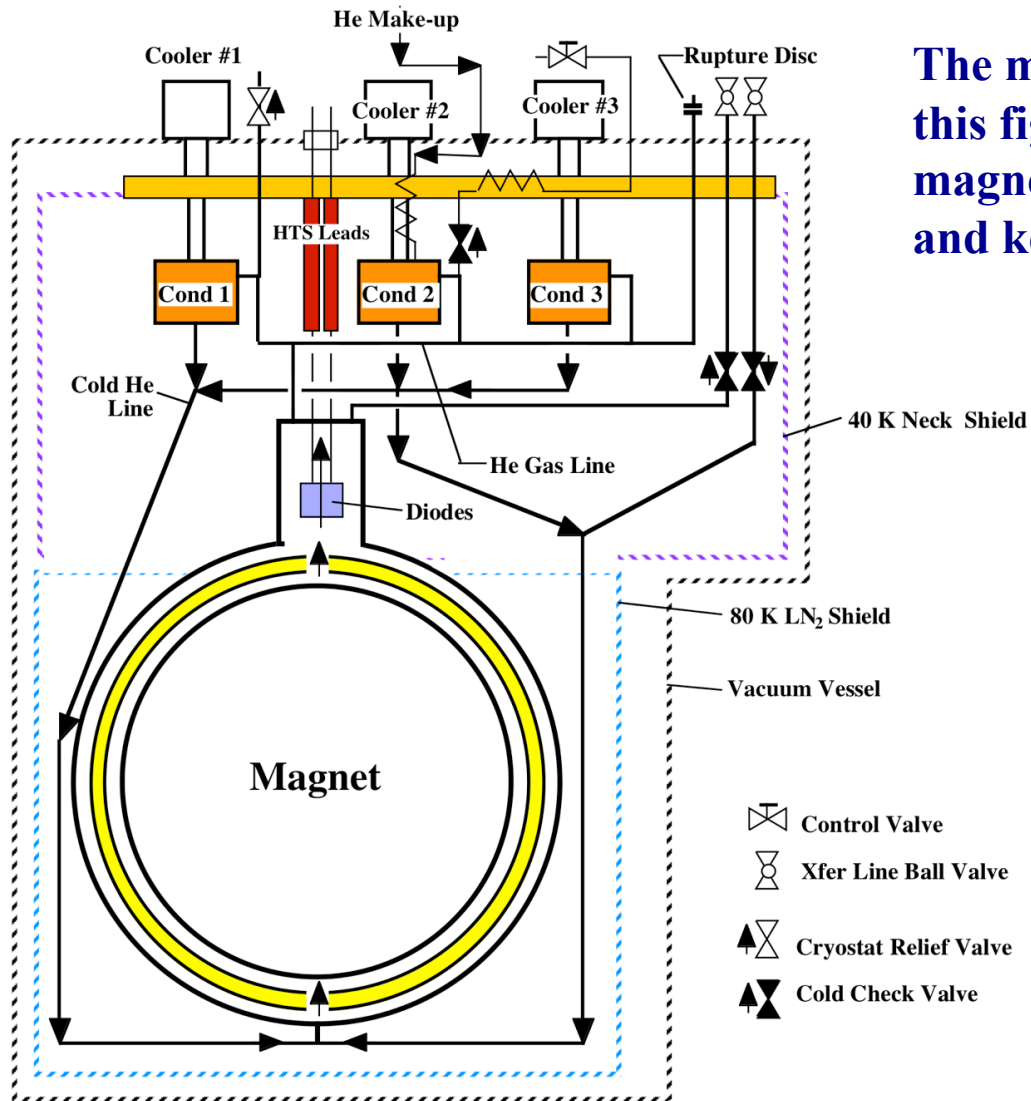 He Make-up
Cooler #1
Cooler #2
Cooler #3
Rupture Disc
The m
this fig
magne
and k
HTS Leads
Cond 1
Cond 2
Cond 3
Cold He
Line
40 K Neck Shield
He Gas Line
Diodes
80 K LN₂ Shield
Vacuum Vessel
Magnet
Control Valve
Xfer Line Ball Valve
Cryostat Relief Valve
Cold Check Valve